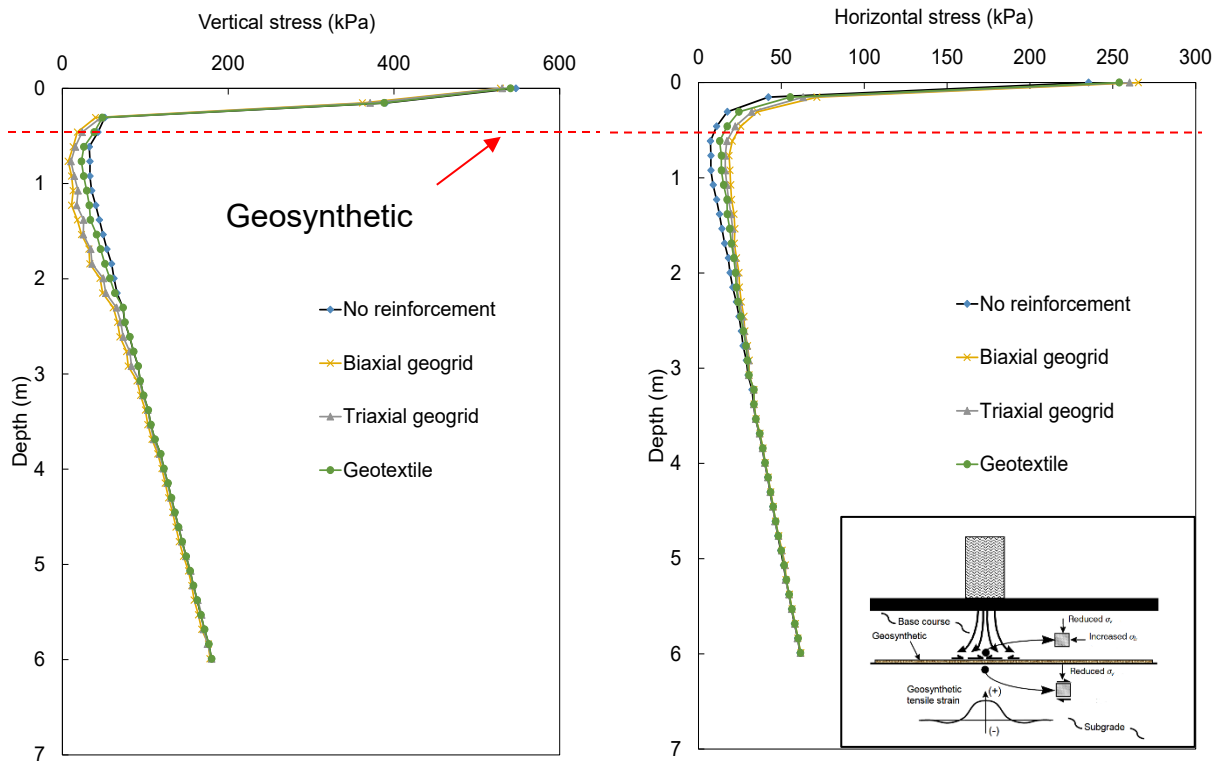 Vertical stress (kPa)
0 200 400 600
0
1
2
3
4
5
6
7
Depth (m)
Geosynthetic
No reinforcement
Biaxial geogrid
Triaxial geogrid
Geotextile
Horizontal stress (kPa)
0 50 100 150 200 250 300
0
1
2
3
4
5
6
7
Depth (m)
No reinforcement
Biaxial geogrid
Triaxial geogrid
Geotextile
Base course
Geosynthetic
Reduced σᵥ
Increased σₕ
Reduced σᵥ
Geosynthetic
tensile strain
(+)
(-)
Subgrade